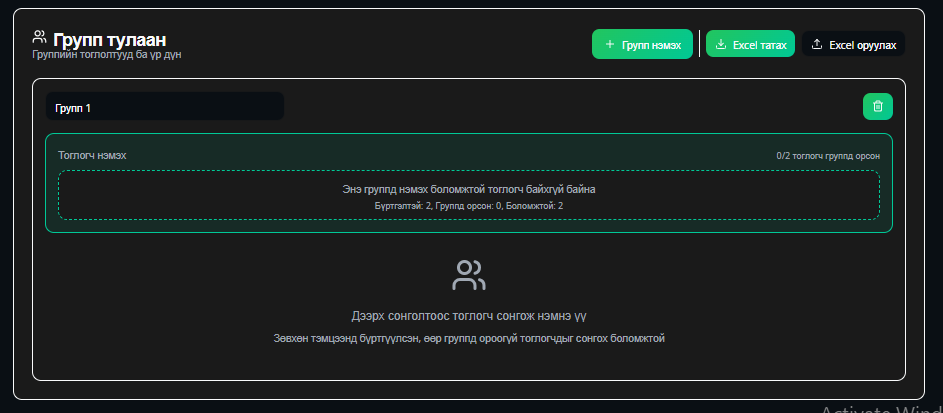 Групп тулаан
Группийн тоглолтууд ба үр дүн
+ Групп нэмэх
Excel татах
Excel оруулах
Групп 1
Тоглогч нэмэх
0/2 тоглогч группд орсон
Энэ группд нэмэх боломжтой тоглогч байхгүй байна
Бүртгэлтэй: 2, Группд орсон: 0, Боломжтой: 2
Дээрх сонголтоос тоглогч сонгож нэмнэ үү
Зөвхөн тэмцээнд бүртгүүлсэн, өөр группд ороогүй тоглогчдыг сонгох боломжтой
Activate Wind